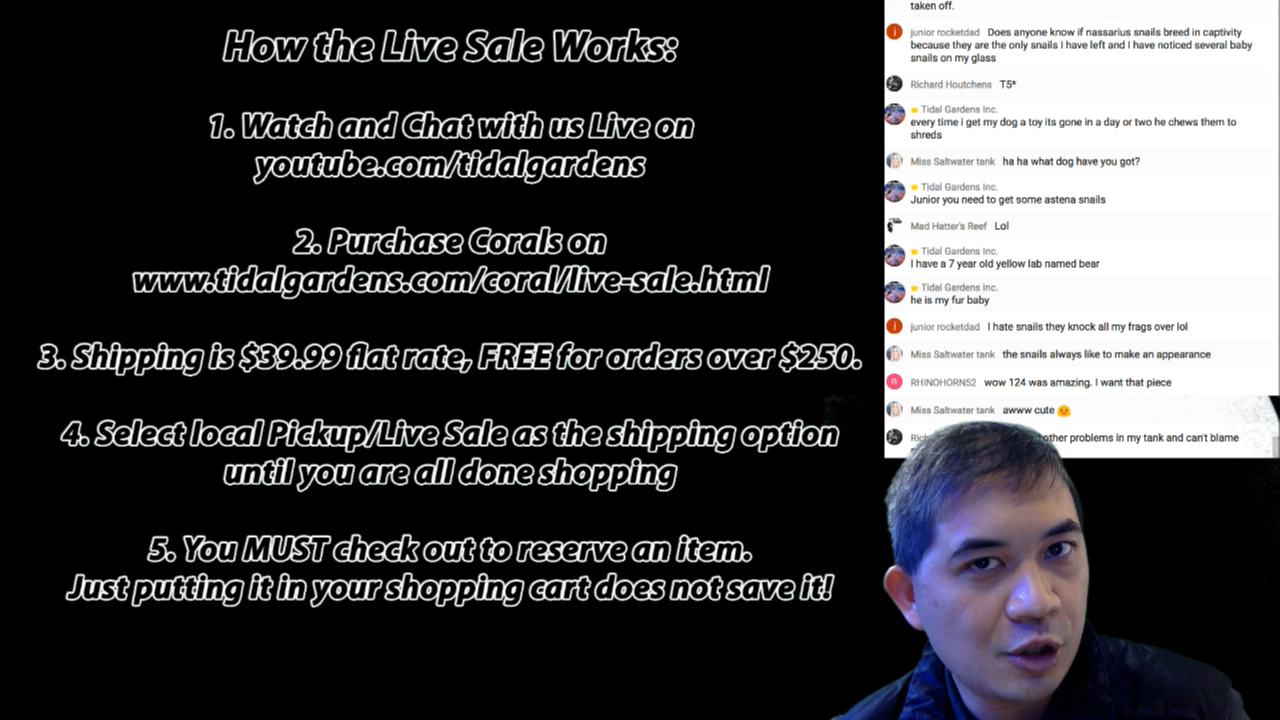 How the Live Sale Works:
1. Watch and Chat with us Live on
youtube.com/tidalgardens
2. Purchase Corals on
www.tidalgardens.com/coral/live-sale.html
3. Shipping is $39.99 flat rate, FREE for orders over $250.
4. Select local Pickup/Live Sale as the shipping option
until you are all done shopping
5. You MUST check out to reserve an item.
Just putting it in your shopping cart does not save it!
taken off.
junior rocketdad Does anyone know if nassarius snails breed in captivity
because they are the only snails I have left and I have noticed several baby
snails on my glass
Richard Houtchens T5*
Tidal Gardens Inc.
every time i get my dog a toy its gone in a day or two he chews them to
shreds
Miss Saltwater tank ha ha what dog have you got?
Tidal Gardens Inc.
Junior you need to get some astena snails
Mad Hatter's Reef Lol
Tidal Gardens Inc.
I have a 7 year old yellow lab named bear
Tidal Gardens Inc.
he is my fur baby
junior rocketdad I hate snails they knock all my frags over lol
Miss Saltwater tank the snails always like to make an appearance
RHINOHORN52 wow 124 was amazing. I want that piece
Miss Saltwater tank awww cute 🤗
other problems in my tank and can't blame